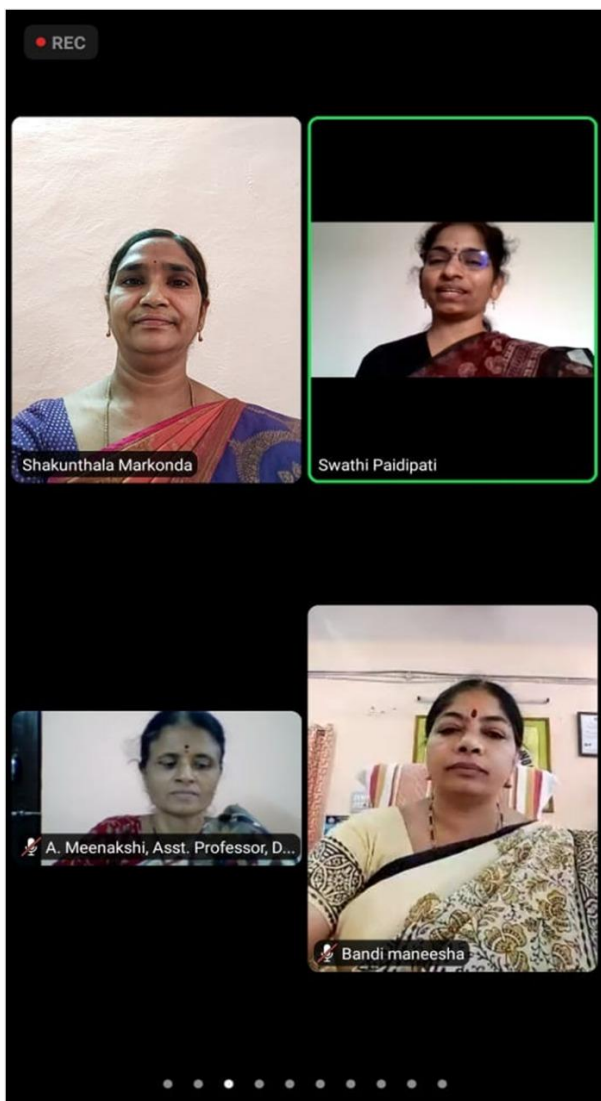 REC
Shakunthala Markonda
Swathi Paidipati
A. Meenakshi, Asst. Professor, D...
Bandi maneesha